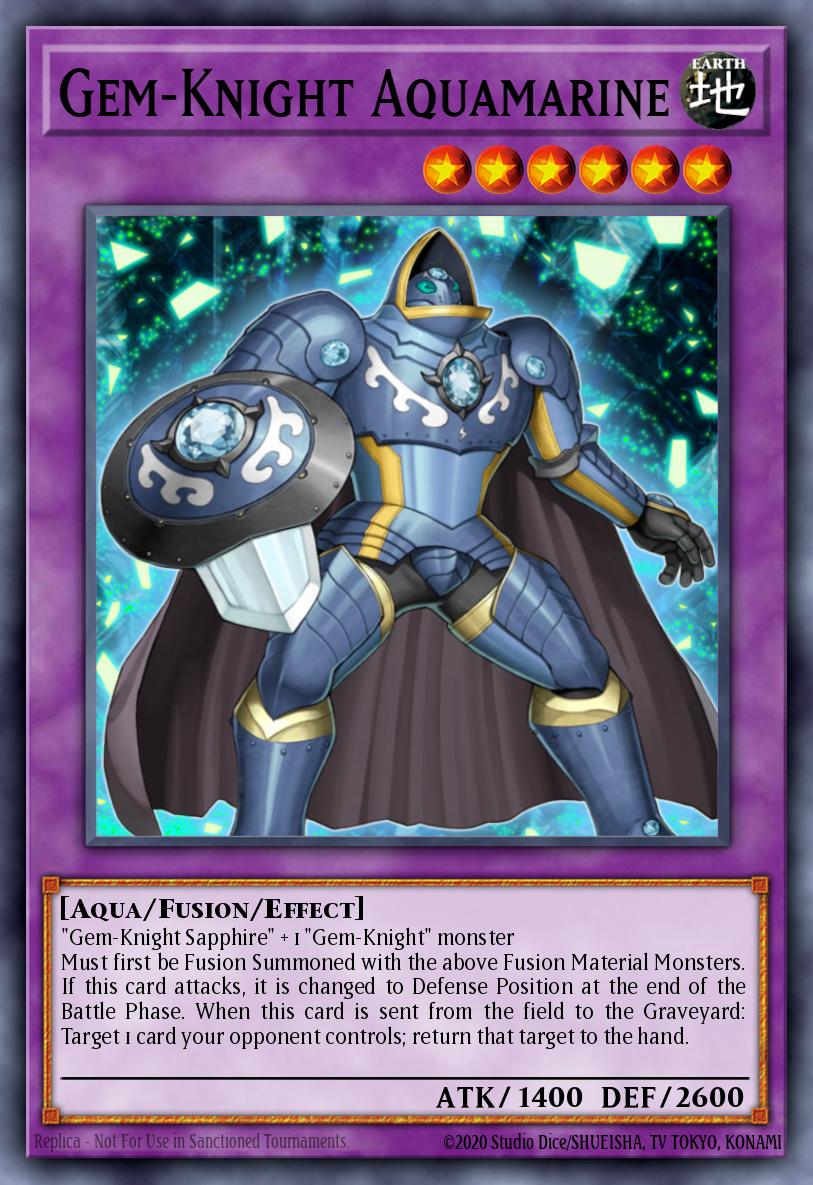 Gem-Knight Aquamarine
EARTH
地
[Aqua/Fusion/Effect]
"Gem-Knight Sapphire" + 1 "Gem-Knight" monster
Must first be Fusion Summoned with the above Fusion Material Monsters.
If this card attacks, it is changed to Defense Position at the end of the
Battle Phase. When this card is sent from the field to the Graveyard:
Target 1 card your opponent controls; return that target to the hand.
ATK/1400 DEF/2600
Replica - Not For Use in Sanctioned Tournaments.
©2020 Studio Dice/SHUEISHA, TV TOKYO, KONAMI